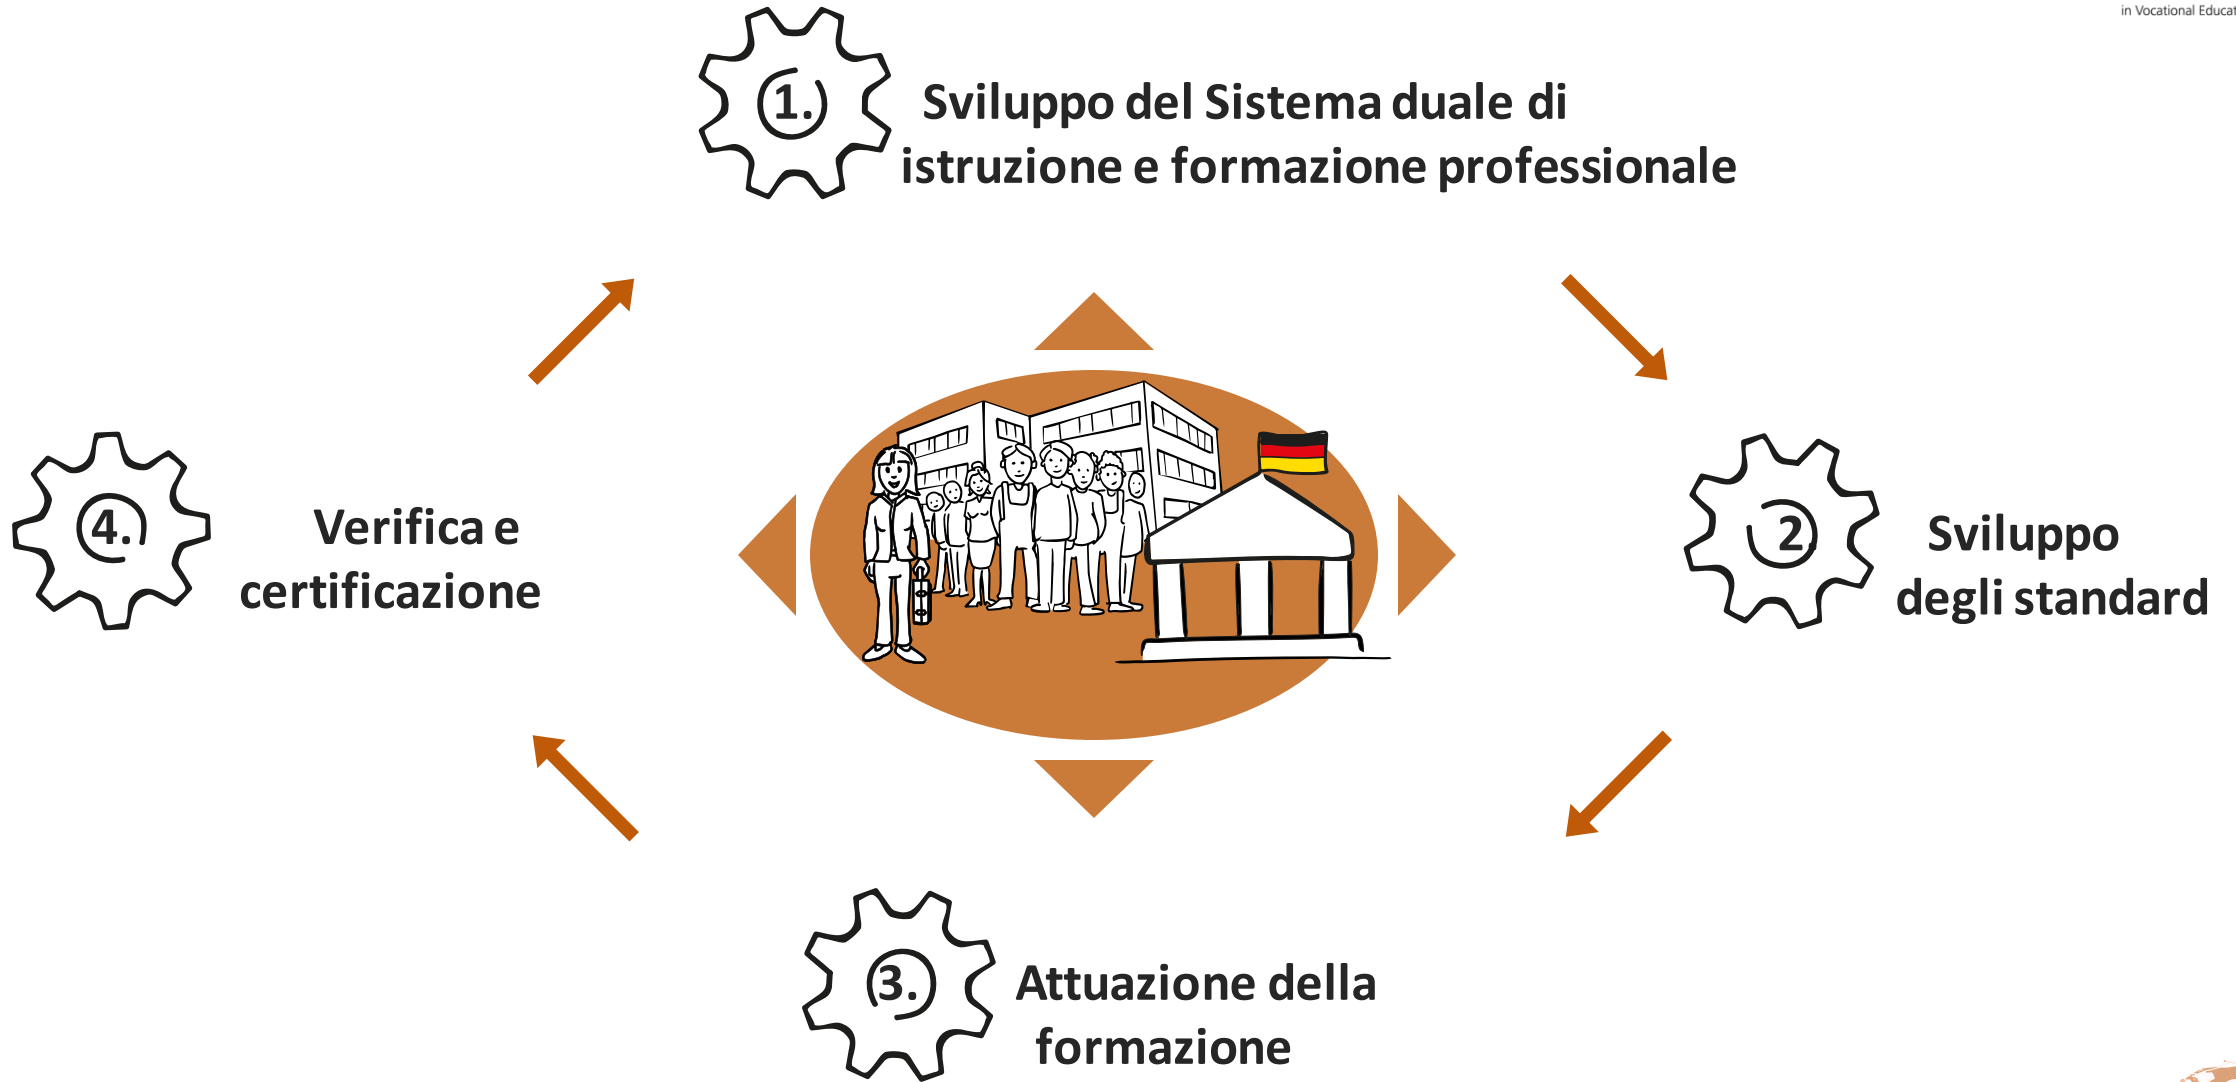 in Vocational
1.
Sviluppo del Sistema duale di
istruzione e formazione professionale
2.
Sviluppo
degli standard
3.
Attuazione della
formazione
4.
Verifica e
certificazione